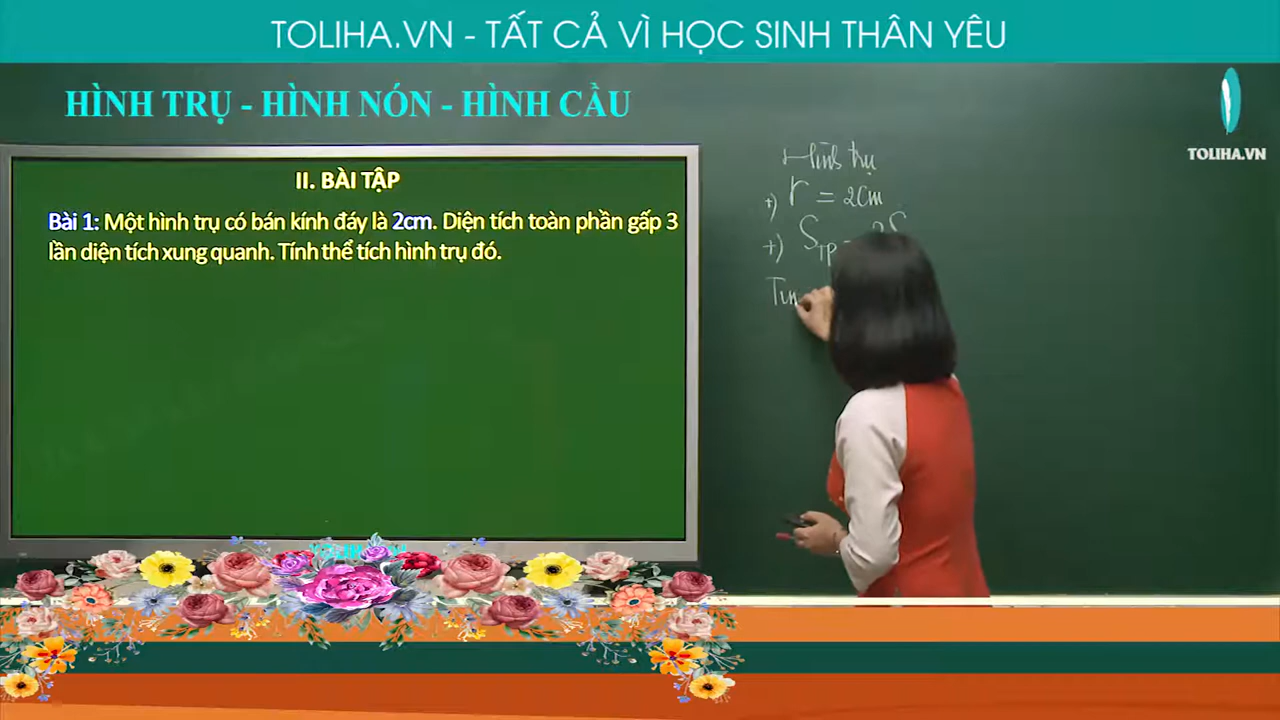 TOLIHA.VN - TẤT CẢ VÌ HỌC SINH THÂN YÊU
HÌNH TRỤ - HÌNH NÓN - HÌNH CẦU
TOLIHA.VN
II. BÀI TẬP
Bài 1: Một hình trụ có bán kính đáy là 2cm. Diện tích toàn phần gấp 3
lần diện tích xung quanh. Tính thể tích hình trụ đó.
Hình trụ
+) r = 2cm
+) STP =